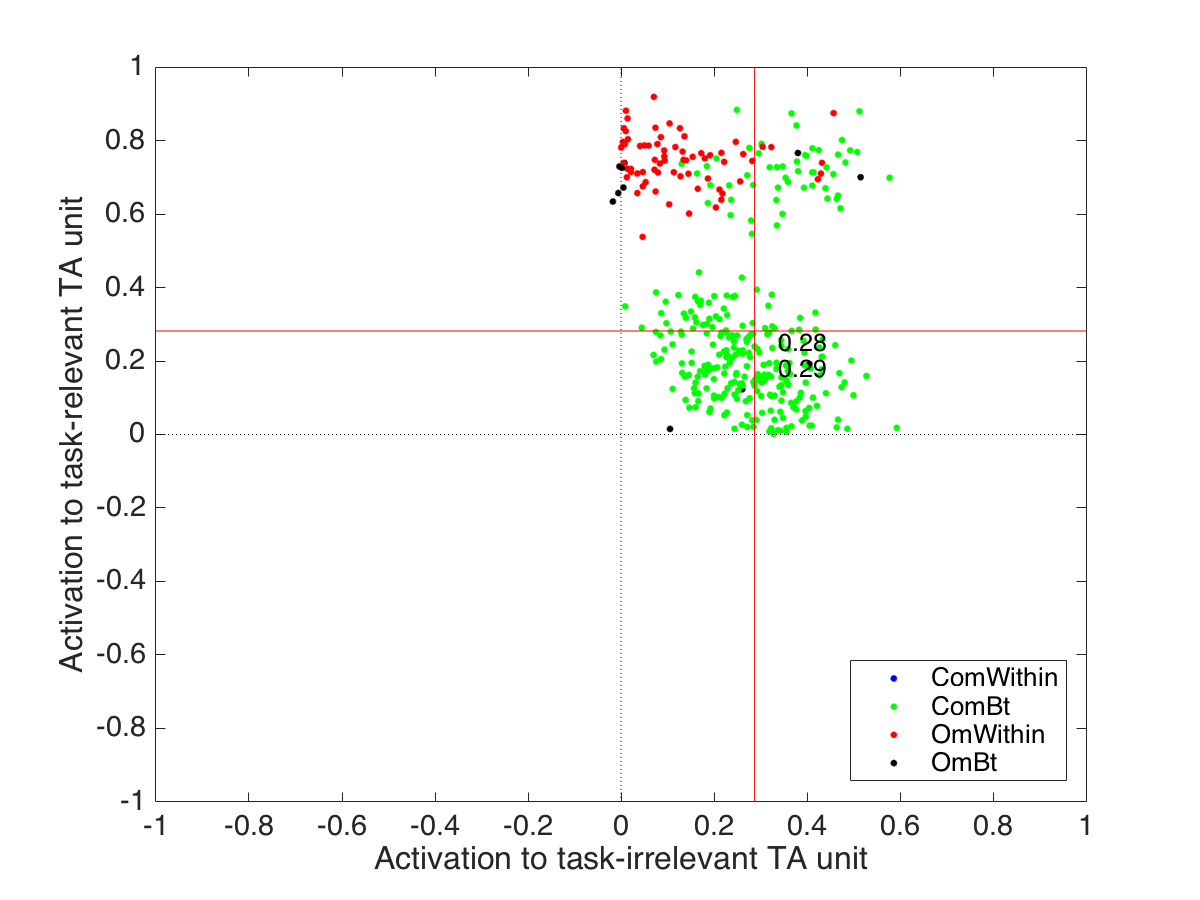 1
0.8
0.6
0.4
0.2
0
-0.2
-0.4
-0.6
-0.8
-1
Activation to task-relevant TA unit
0.28
0.29
ComWithin
ComBt
OmWithin
OmBt
-1 -0.8 -0.6 -0.4 -0.2 0 0.2 0.4 0.6 0.8 1
Activation to task-irrelevant TA unit